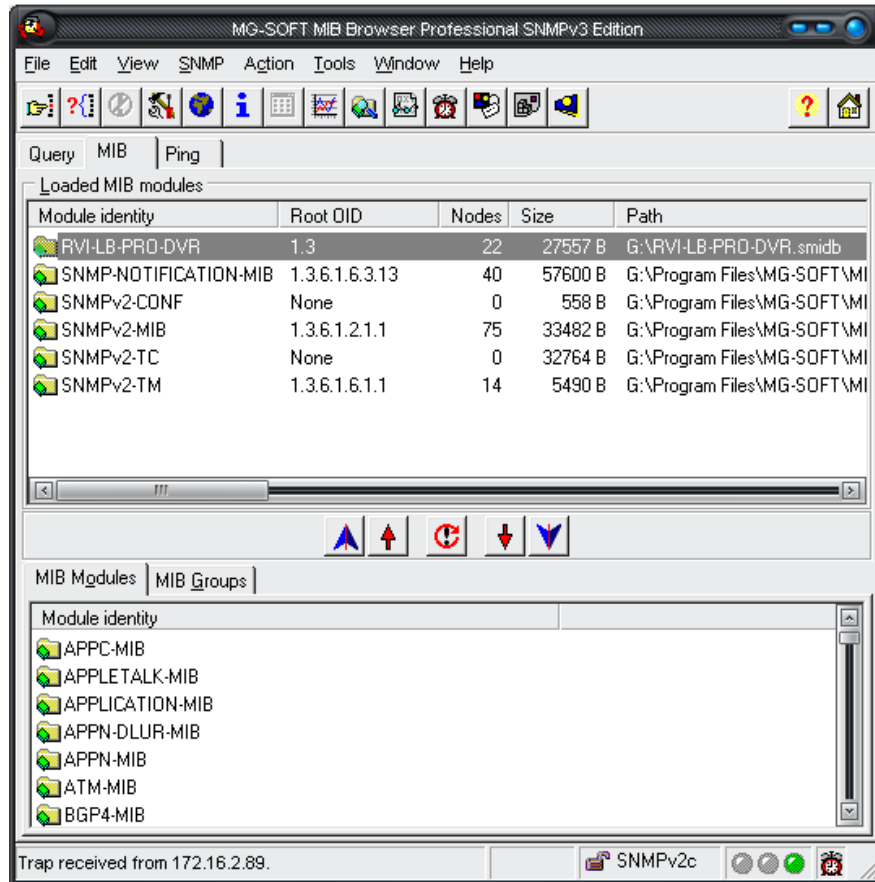 MG-SOFT MIB Browser Professional SNMPv3 Edition
File Edit View SNMP Action Tools Window Help
Query MIB Ping
Loaded MIB modules
Module identity Root OID Nodes Size Path
RVI-LB-PRO-DVR 1.3 22 27557 B G:\RVI-LB-PRO-DVR.smidb
SNMP-NOTIFICATION-MIB 1.3.6.1.6.3.13 40 57600 B G:\Program Files\MG-SOFT\MI
SNMPv2-CONF None 0 558 B G:\Program Files\MG-SOFT\MI
SNMPv2-MIB 1.3.6.1.2.1.1 75 33482 B G:\Program Files\MG-SOFT\MI
SNMPv2-TC None 0 32764 B G:\Program Files\MG-SOFT\MI
SNMPv2-TM 1.3.6.1.6.1.1 14 5490 B G:\Program Files\MG-SOFT\MI
MIB Modules MIB Groups
Module identity
APPC-MIB
APPLETALK-MIB
APPLICATION-MIB
APPN-DLUR-MIB
APPN-MIB
ATM-MIB
BGP4-MIB
Trap received from 172.16.2.89. SNMPv2c